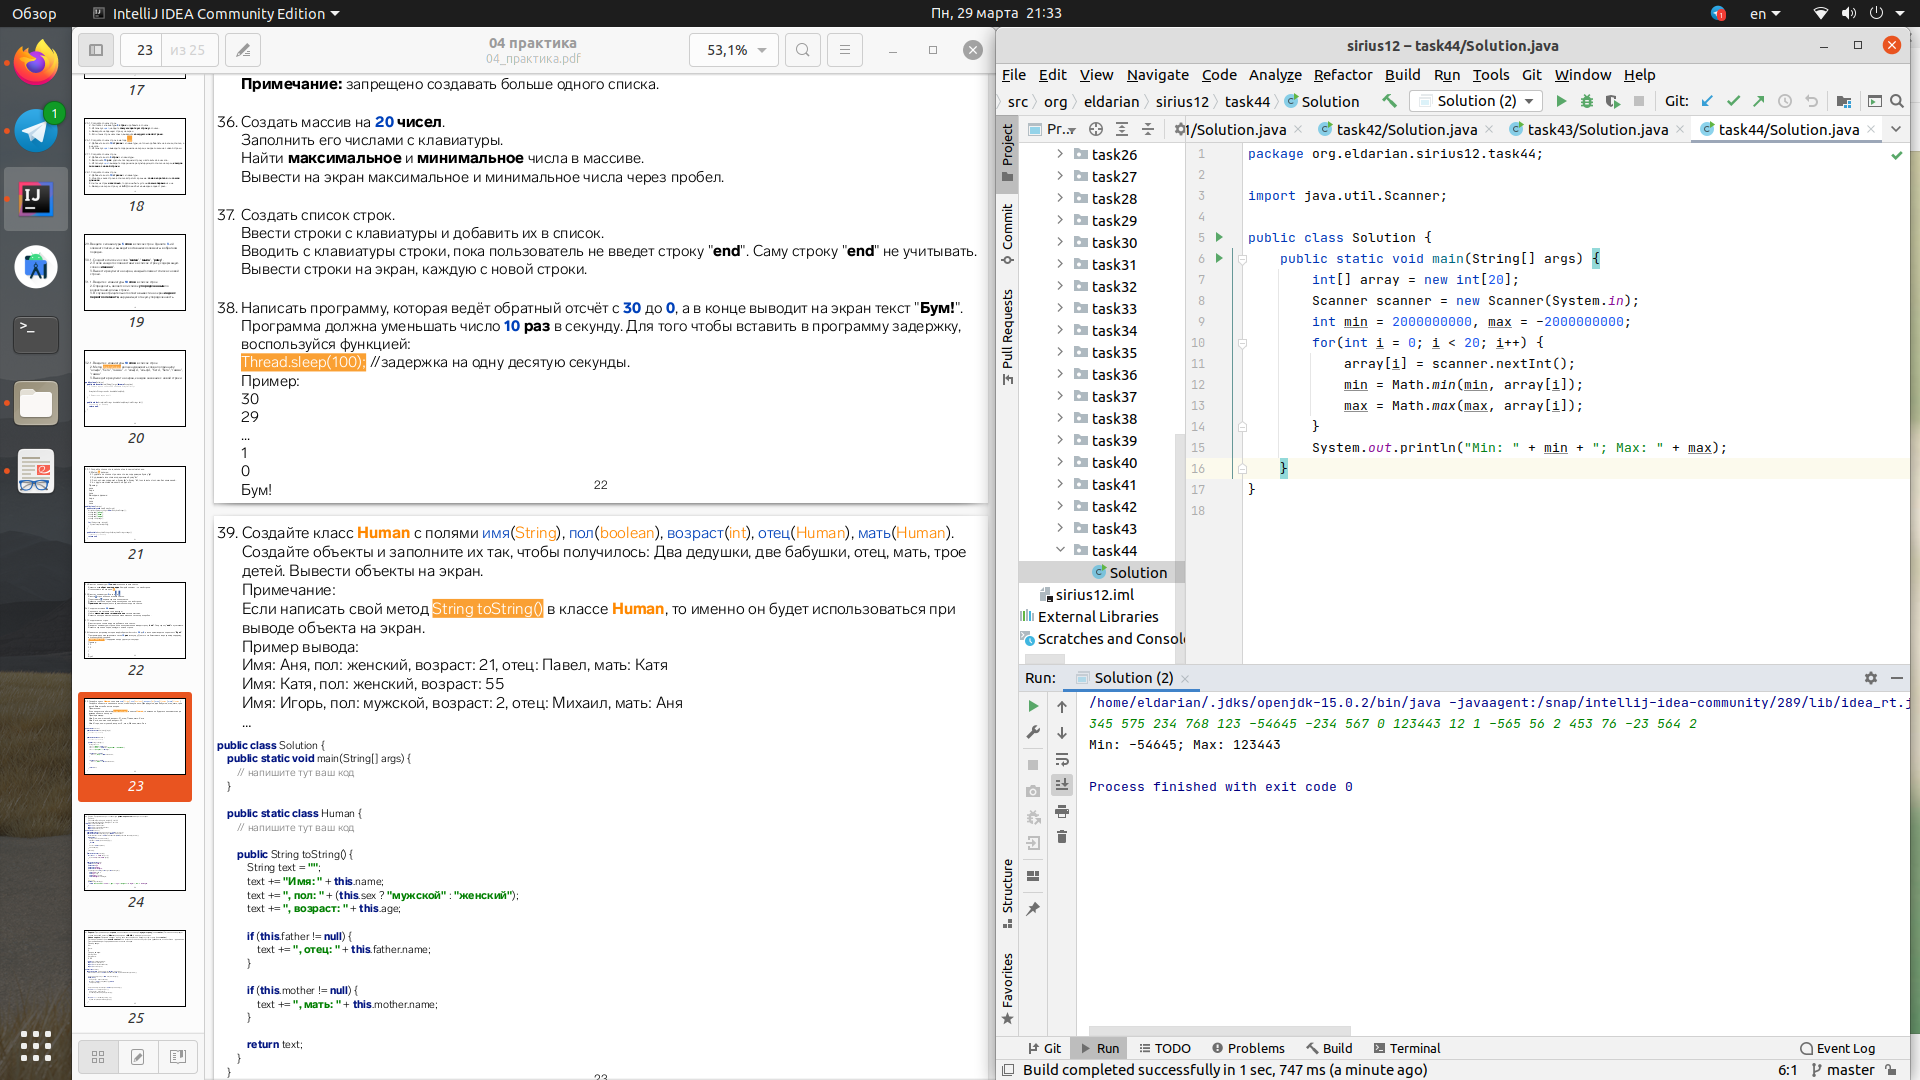 Обзор
IntelliJ IDEA Community Edition
Пн, 29 марта 21:33
en
23
из 25
04 практика
04_практика.pdf
53,1%
17
18
19
20
21
22
23
24
25
Примечание: запрещено создавать больше одного списка.
36. Создать массив на 20 чисел.
Заполнить его числами с клавиатуры.
Найти максимальное и минимальное числа в массиве.
Вывести на экран максимальное и минимальное числа через пробел.
37. Создать список строк.
Ввести строки с клавиатуры и добавить их в список.
Вводить с клавиатуры строки, пока пользователь не введет строку "end". Саму строку "end" не учитывать.
Вывести строки на экран, каждую с новой строки.
38. Написать программу, которая ведёт обратный отсчёт с 30 до 0, а в конце выводит на экран текст "Бум!".
Программа должна уменьшать число 10 раз в секунду. Для того чтобы вставить в программу задержку,
воспользуйся функцией:
Thread.sleep(100); //задержка на одну десятую секунды.
Пример:
30
29
...
1
0
Бум!
22
39. Создайте класс Human с полями имя(String), пол(boolean), возраст(int), отец(Human), мать(Human).
Создайте объекты и заполните их так, чтобы получилось: Два дедушки, две бабушки, отец, мать, трое
детей. Вывести объекты на экран.
Примечание:
Если написать свой метод String toString() в классе Human, то именно он будет использоваться при
выводе объекта на экран.
Пример вывода:
Имя: Аня, пол: женский, возраст: 21, отец: Павел, мать: Катя
Имя: Катя, пол: женский, возраст: 55
Имя: Игорь, пол: мужской, возраст: 2, отец: Михаил, мать: Аня
...
public class Solution {
public static void main(String[] args) {
// напишите тут ваш код
}
public static class Human {
// напишите тут ваш код
public String toString() {
String text = "";
text += "Имя: " + this.name;
text += ", пол: " + (this.sex ? "мужской" : "женский");
text += ", возраст: " + this.age;
if (this.father != null) {
text += ", отец: " + this.father.name;
}
if (this.mother != null) {
text += ", мать: " + this.mother.name;
}
return text;
}
}
23
sirius12 – task44/Solution.java
File Edit View Navigate Code Analyze Refactor Build Run Tools Git Window Help
src org eldarian sirius12 task44 Solution
Solution (2)
Git:
Pr...
1/Solution.java
task42/Solution.java
task43/Solution.java
task44/Solution.java
Project
Commit
Pull Requests
Structure
Favorites
task26
task27
task28
task29
task30
task31
task32
task33
task34
task35
task36
task37
task38
task39
task40
task41
task42
task43
task44
Solution
sirius12.iml
External Libraries
Scratches and Consol
1 package org.eldarian.sirius12.task44;
2
3 import java.util.Scanner;
4
5 public class Solution {
6 public static void main(String[] args) {
7 int[] array = new int[20];
8 Scanner scanner = new Scanner(System.in);
9 int min = 2000000000, max = -2000000000;
10 for(int i = 0; i < 20; i++) {
11 array[i] = scanner.nextInt();
12 min = Math.min(min, array[i]);
13 max = Math.max(max, array[i]);
14 }
15 System.out.println("Min: " + min + "; Max: " + max);
16 }
17 }
18
Run: Solution (2)
/home/eldarian/.jdks/openjdk-15.0.2/bin/java -javaagent:/snap/intellij-idea-community/289/lib/idea_rt.j
345 575 234 768 123 -54645 -234 567 0 123443 12 1 -565 56 2 453 76 -23 564 2
Min: -54645; Max: 123443
Process finished with exit code 0
Git Run TODO Problems Build Terminal Event Log
Build completed successfully in 1 sec, 747 ms (a minute ago)
6:1 master